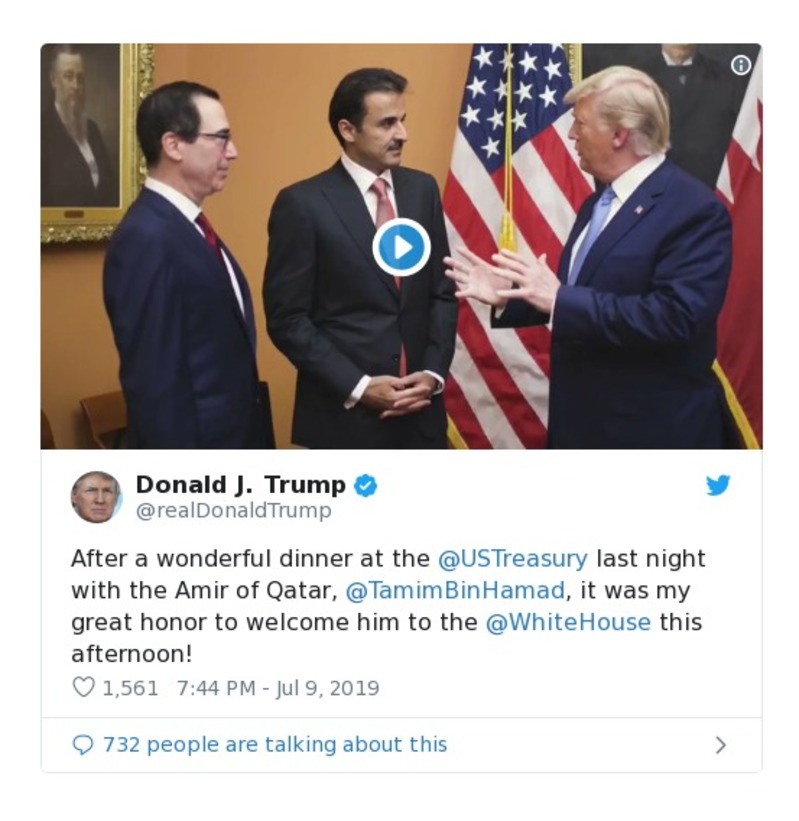 Donald J. Trump
@realDonaldTrump
After a wonderful dinner at the @USTreasury last night
with the Amir of Qatar, @TamimBinHamad, it was my
great honor to welcome him to the @WhiteHouse this
afternoon!
1,561 7:44 PM - Jul 9, 2019
732 people are talking about this